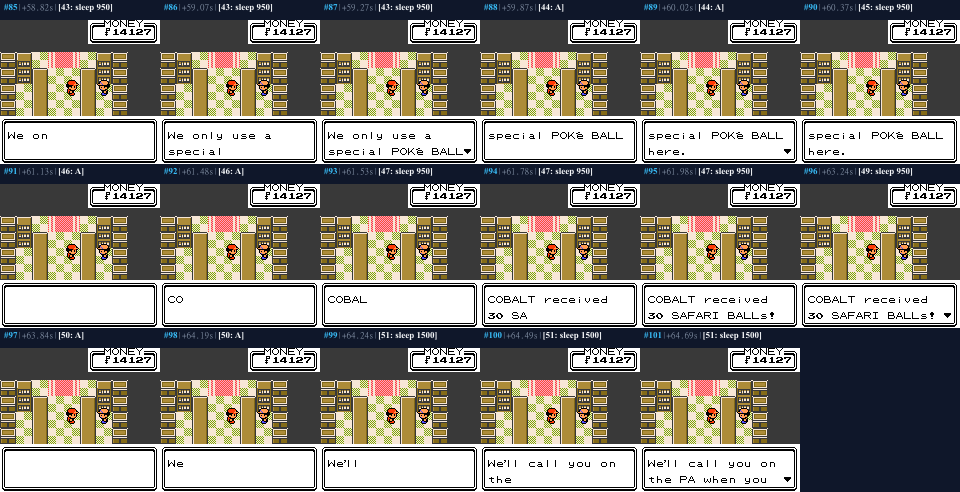 #85|+58.82s| [43: sleep 950]
MONEY
₽14127
We on
#86|+59.07s| [43: sleep 950]
MONEY
₽14127
We only use a
special
#87|+59.27s| [43: sleep 950]
MONEY
₽14127
We only use a
special POKé BALL▼
#88|+59.87s| [44: A]
MONEY
₽14127
special POKé BALL
#89|+60.02s| [44: A]
MONEY
₽14127
special POKé BALL
here. ▼
#90|+60.37s| [45: sleep 950]
MONEY
₽14127
special POKé BALL
here.
#91|+61.13s| [46: A]
MONEY
₽14127
#92|+61.48s| [46: A]
MONEY
₽14127
CO
#93|+61.53s| [47: sleep 950]
MONEY
₽14127
COBAL
#94|+61.78s| [47: sleep 950]
MONEY
₽14127
COBALT received
30 SA
#95|+61.98s| [47: sleep 950]
MONEY
₽14127
COBALT received
30 SAFARI BALLs!
#96|+63.24s| [49: sleep 950]
MONEY
₽14127
COBALT received
30 SAFARI BALLs! ▼
#97|+63.84s| [50: A]
MONEY
₽14127
#98|+64.19s| [50: A]
MONEY
₽14127
We
#99|+64.24s| [51: sleep 1500]
MONEY
₽14127
We'll
#100|+64.49s| [51: sleep 1500]
MONEY
₽14127
We'll call you on
the
#101|+64.69s| [51: sleep 1500]
MONEY
₽14127
We'll call you on
the PA when you ▼